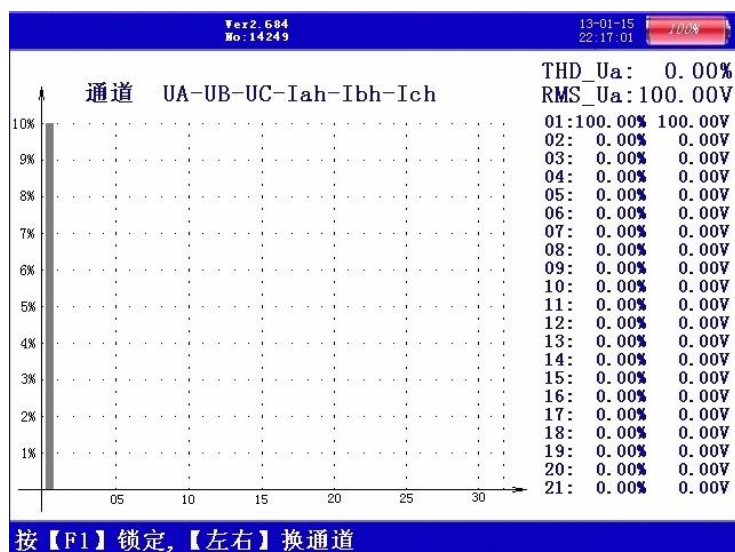 Ver2.684
No:14249
13-01-15
22:17:01
100%
通道 UA-UB-UC-Iah-Ibh-Ich
10%
9%
8%
7%
6%
5%
4%
3%
2%
1%
05 10 15 20 25 30
THD_Ua: 0.00%
RMS_Ua:100.00V
01:100.00% 100.00V
02: 0.00% 0.00V
03: 0.00% 0.00V
04: 0.00% 0.00V
05: 0.00% 0.00V
06: 0.00% 0.00V
07: 0.00% 0.00V
08: 0.00% 0.00V
09: 0.00% 0.00V
10: 0.00% 0.00V
11: 0.00% 0.00V
12: 0.00% 0.00V
13: 0.00% 0.00V
14: 0.00% 0.00V
15: 0.00% 0.00V
16: 0.00% 0.00V
17: 0.00% 0.00V
18: 0.00% 0.00V
19: 0.00% 0.00V
20: 0.00% 0.00V
21: 0.00% 0.00V
按【F1】锁定,【左右】换通道